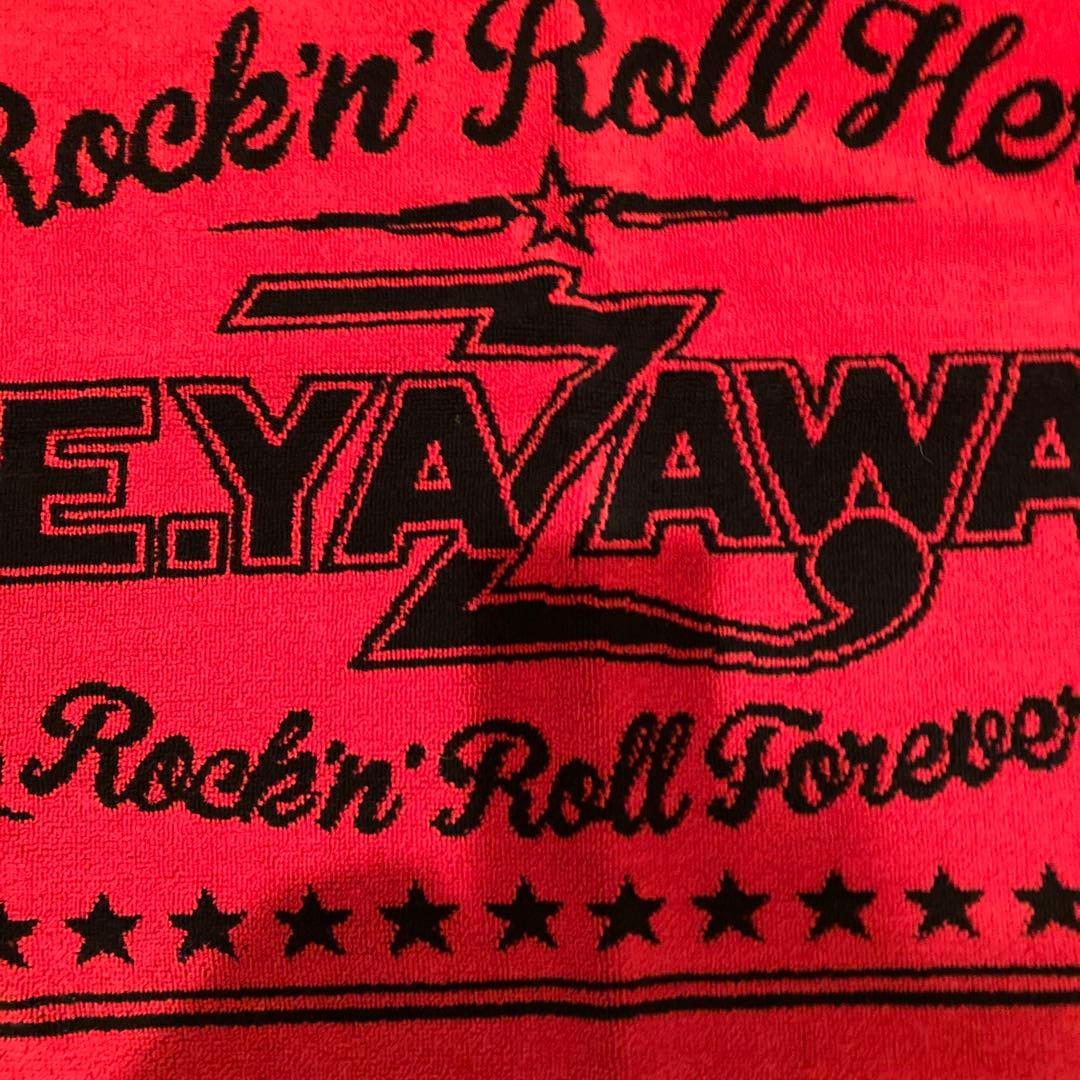 Rock'n' Roll
E.YAZAWA
Rock'n' Roll Forever